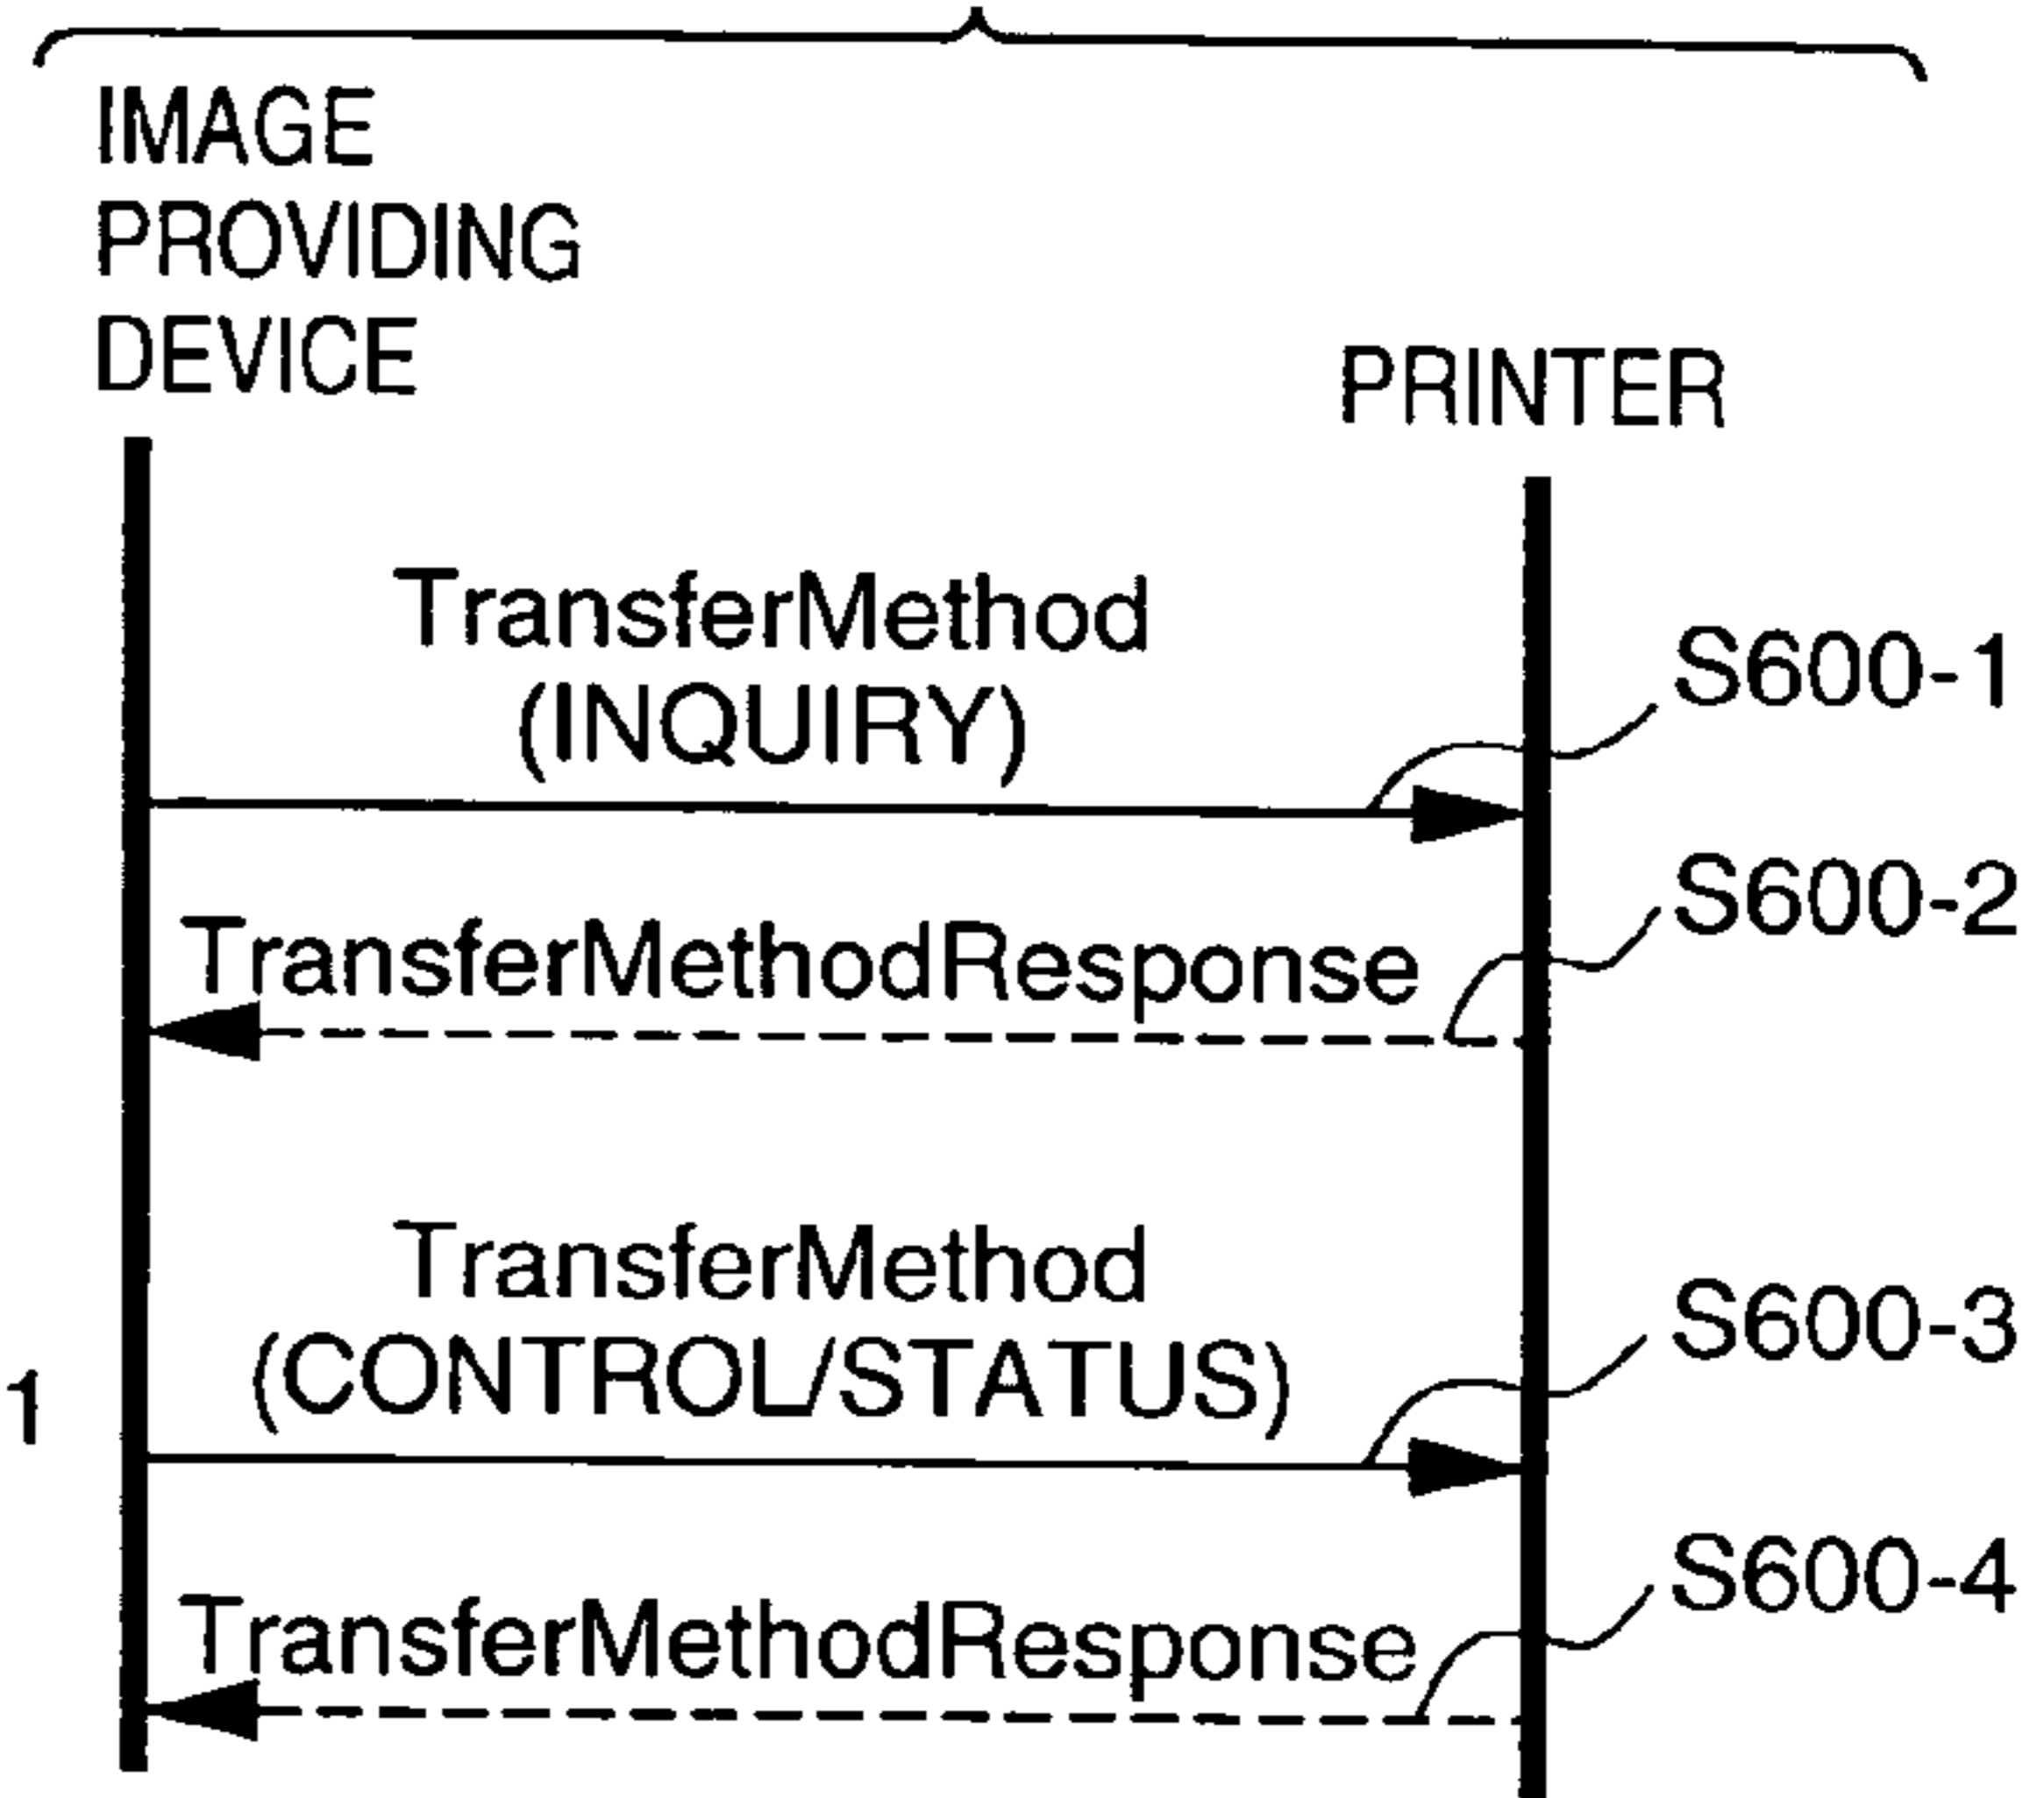 IMAGE
PROVIDING
DEVICE
PRINTER
TransferMethod
(INQUIRY)
S600-1
TransferMethodResponse
S600-2
TransferMethod
(CONTROL/STATUS)
S600-3
1
TransferMethodResponse
S600-4